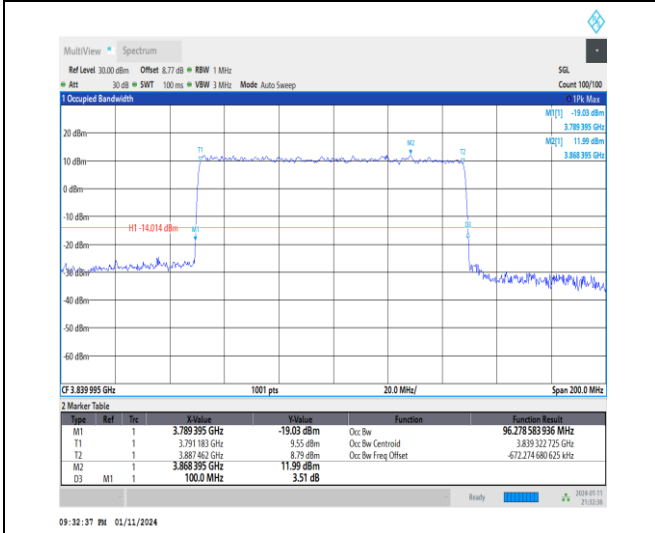 MultiView Spectrum
Ref Level 30.00 dBm Offset 8.77 dB RBW 1 MHz SGL
Att 30 dB SWT 100 ms VBW 3 MHz Mode Auto Sweep Count 100/100
1 Occupied Bandwidth 1Pk Max
M1[1] -19.03 dBm
3.789 395 GHz
M2[1] 11.99 dBm
3.868 395 GHz
20 dBm
T1 M2 T2
10 dBm
0 dBm
-10 dBm
H1 -14.014 dBm M1 D3
-20 dBm
-30 dBm
-40 dBm
-50 dBm
-60 dBm
CF 3.839 995 GHz 1001 pts 20.0 MHz/ Span 200.0 MHz
2 Marker Table
Type Ref Trc X-Value Y-Value Function Function Result
M1 1 3.789 395 GHz -19.03 dBm Occ Bw 96.278 583 936 MHz
T1 1 3.791 183 GHz 9.55 dBm Occ Bw Centroid 3.839 322 725 GHz
T2 1 3.887 462 GHz 8.79 dBm Occ Bw Freq Offset -672.274 680 625 kHz
M2 1 3.868 395 GHz 11.99 dBm
D3 M1 1 100.0 MHz 3.51 dB
Ready 2024-01-11
21:32:38
09:32:37 PM 01/11/2024